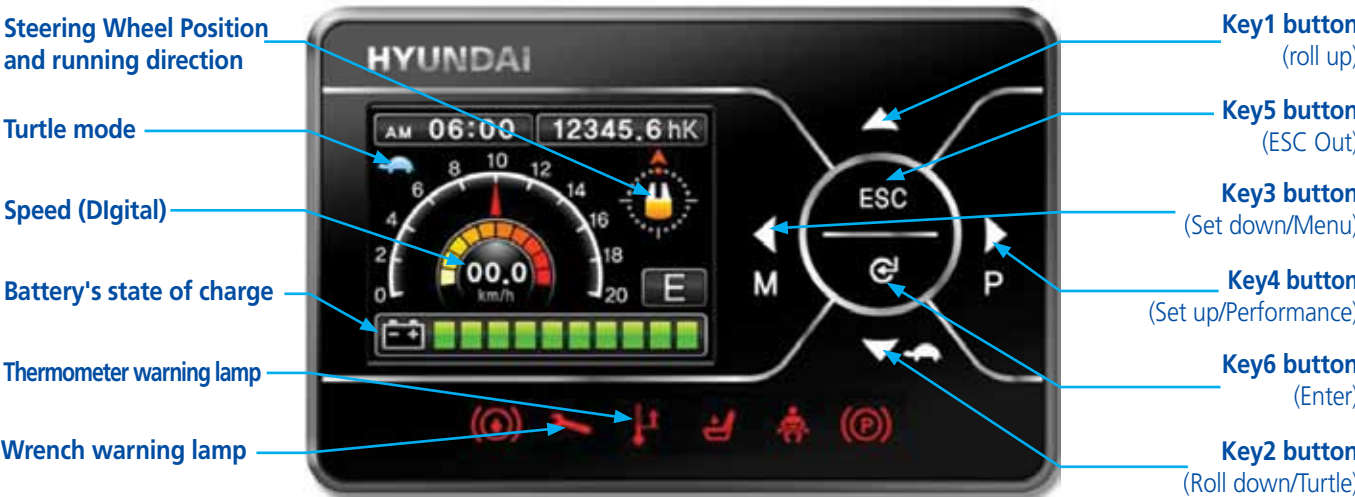 Steering Wheel Position
and running direction
Turtle mode
Speed (DIgital)
Battery's state of charge
Thermometer warning lamp
Wrench warning lamp
HYUNDAI
AM 06:00
12345.6 hK
0
2
4
6
8
10
12
14
16
18
20
00.0
km/h
E
- +
ESC
M
P
(P)
Key1 button
(roll up)
Key5 button
(ESC Out)
Key3 button
(Set down/Menu)
Key4 button
(Set up/Performance)
Key6 button
(Enter)
Key2 button
(Roll down/Turtle)